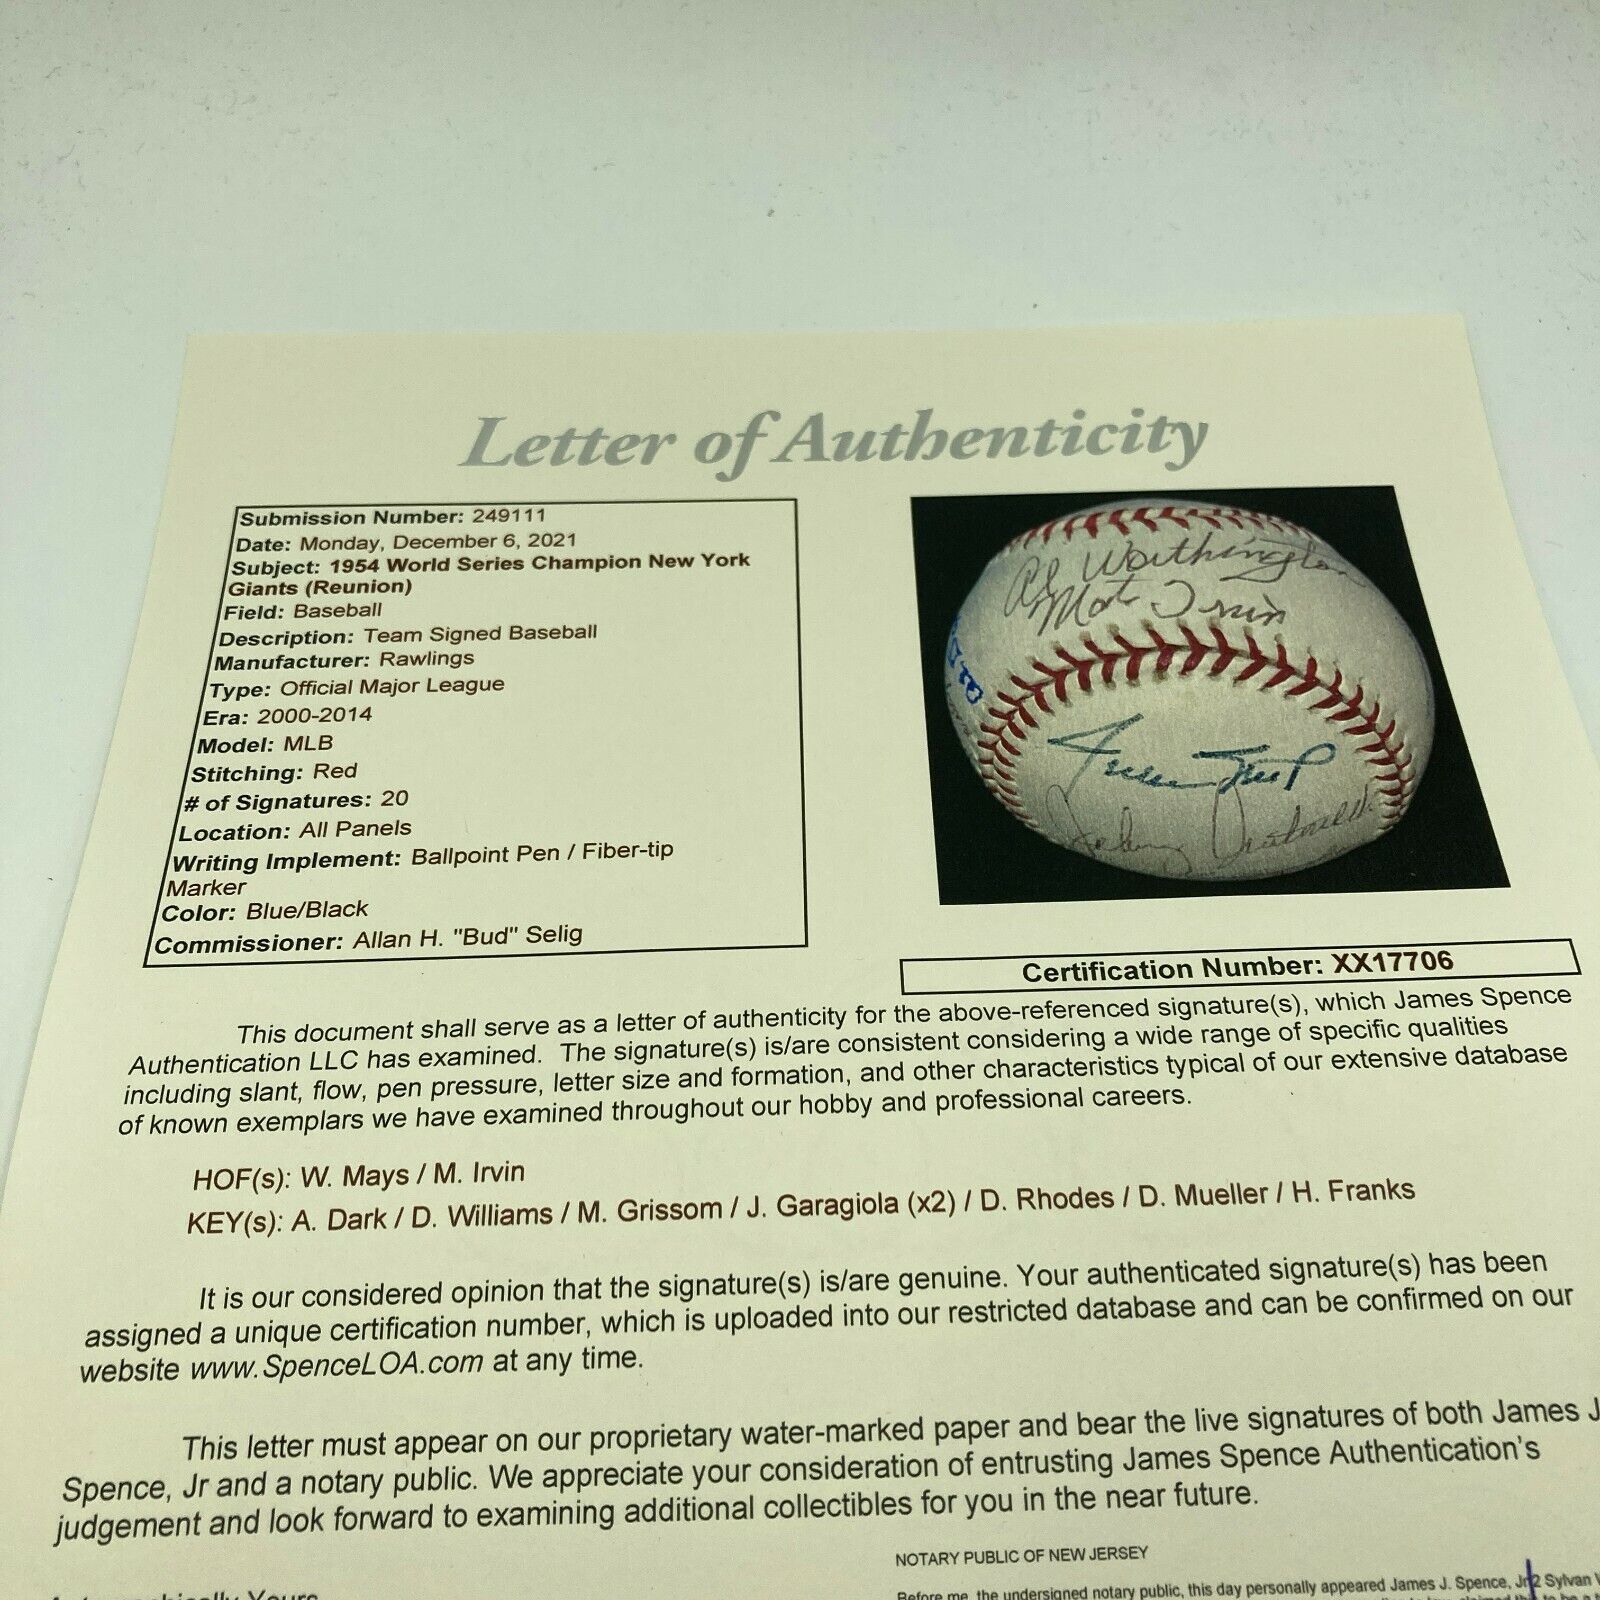 Letter of Authenticity
Submission Number: 249111
Date: Monday, December 6, 2021
Subject: 1954 World Series Champion New York
Giants (Reunion)
Field: Baseball
Description: Team Signed Baseball
Manufacturer: Rawlings
Type: Official Major League
Era: 2000-2014
Model: MLB
Stitching: Red
# of Signatures: 20
Location: All Panels
Writing Implement: Ballpoint Pen / Fiber-tip
Marker
Color: Blue/Black
Commissioner: Allan H. "Bud" Selig
Al Worthington
Monte Irvin
Willie Mays
Johnny
Certification Number: XX17706
This document shall serve as a letter of authenticity for the above-referenced signature(s), which James Spence
Authentication LLC has examined. The signature(s) is/are consistent considering a wide range of specific qualities
including slant, flow, pen pressure, letter size and formation, and other characteristics typical of our extensive database
of known exemplars we have examined throughout our hobby and professional careers.
HOF(s): W. Mays / M. Irvin
KEY(s): A. Dark / D. Williams / M. Grissom / J. Garagiola (x2) / D. Rhodes / D. Mueller / H. Franks
It is our considered opinion that the signature(s) is/are genuine. Your authenticated signature(s) has been
assigned a unique certification number, which is uploaded into our restricted database and can be confirmed on our
website www.SpenceLOA.com at any time.
This letter must appear on our proprietary water-marked paper and bear the live signatures of both James J
Spence, Jr and a notary public. We appreciate your consideration of entrusting James Spence Authentication's
judgement and look forward to examining additional collectibles for you in the near future.
NOTARY PUBLIC OF NEW JERSEY
Before me, the undersigned notary public, this day personally appeared James J. Spence, Jr 2 Sylvan
Yours